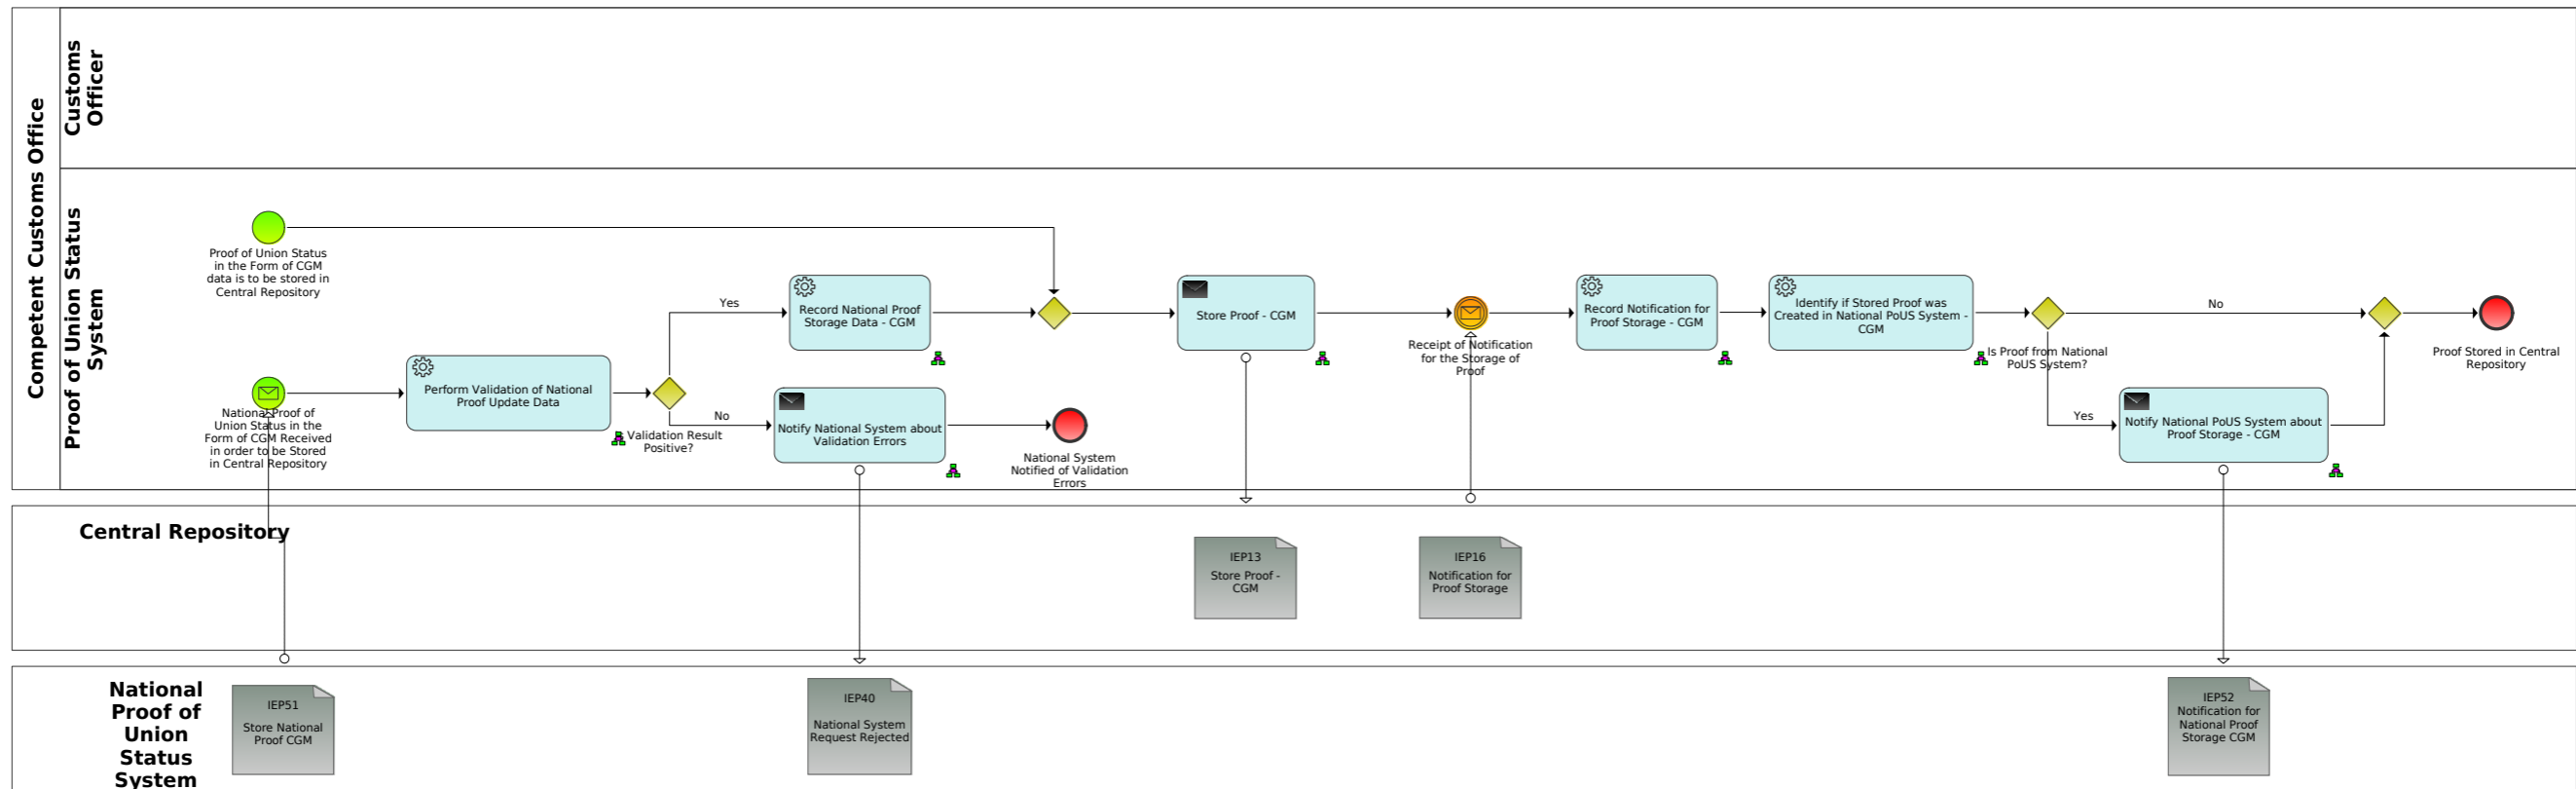 Competent Customs Office
Customs
Officer
Proof of Union Status
System
Proof of Union Status
in the Form of CGM
data is to be stored in
Central Repository
National Proof of
Union Status in the
Form of CGM Received
in order to be Stored
in Central Repository
Perform Validation of National
Proof Update Data
Validation Result
Positive?
Yes
No
Record National Proof
Storage Data - CGM
Notify National System about
Validation Errors
National System
Notified of Validation
Errors
Store Proof - CGM
Receipt of Notification
for the Storage of
Proof
Record Notification for
Proof Storage - CGM
Identify if Stored Proof was
Created in National PoUS System -
CGM
Is Proof from National
PoUS System?
No
Yes
Notify National PoUS System about
Proof Storage - CGM
Proof Stored in Central
Repository
Central Repository
IEP13
Store Proof -
CGM
IEP16
Notification for
Proof Storage
National
Proof of
Union
Status
System
IEP51
Store National
Proof CGM
IEP40
National System
Request Rejected
IEP52
Notification for
National Proof
Storage CGM